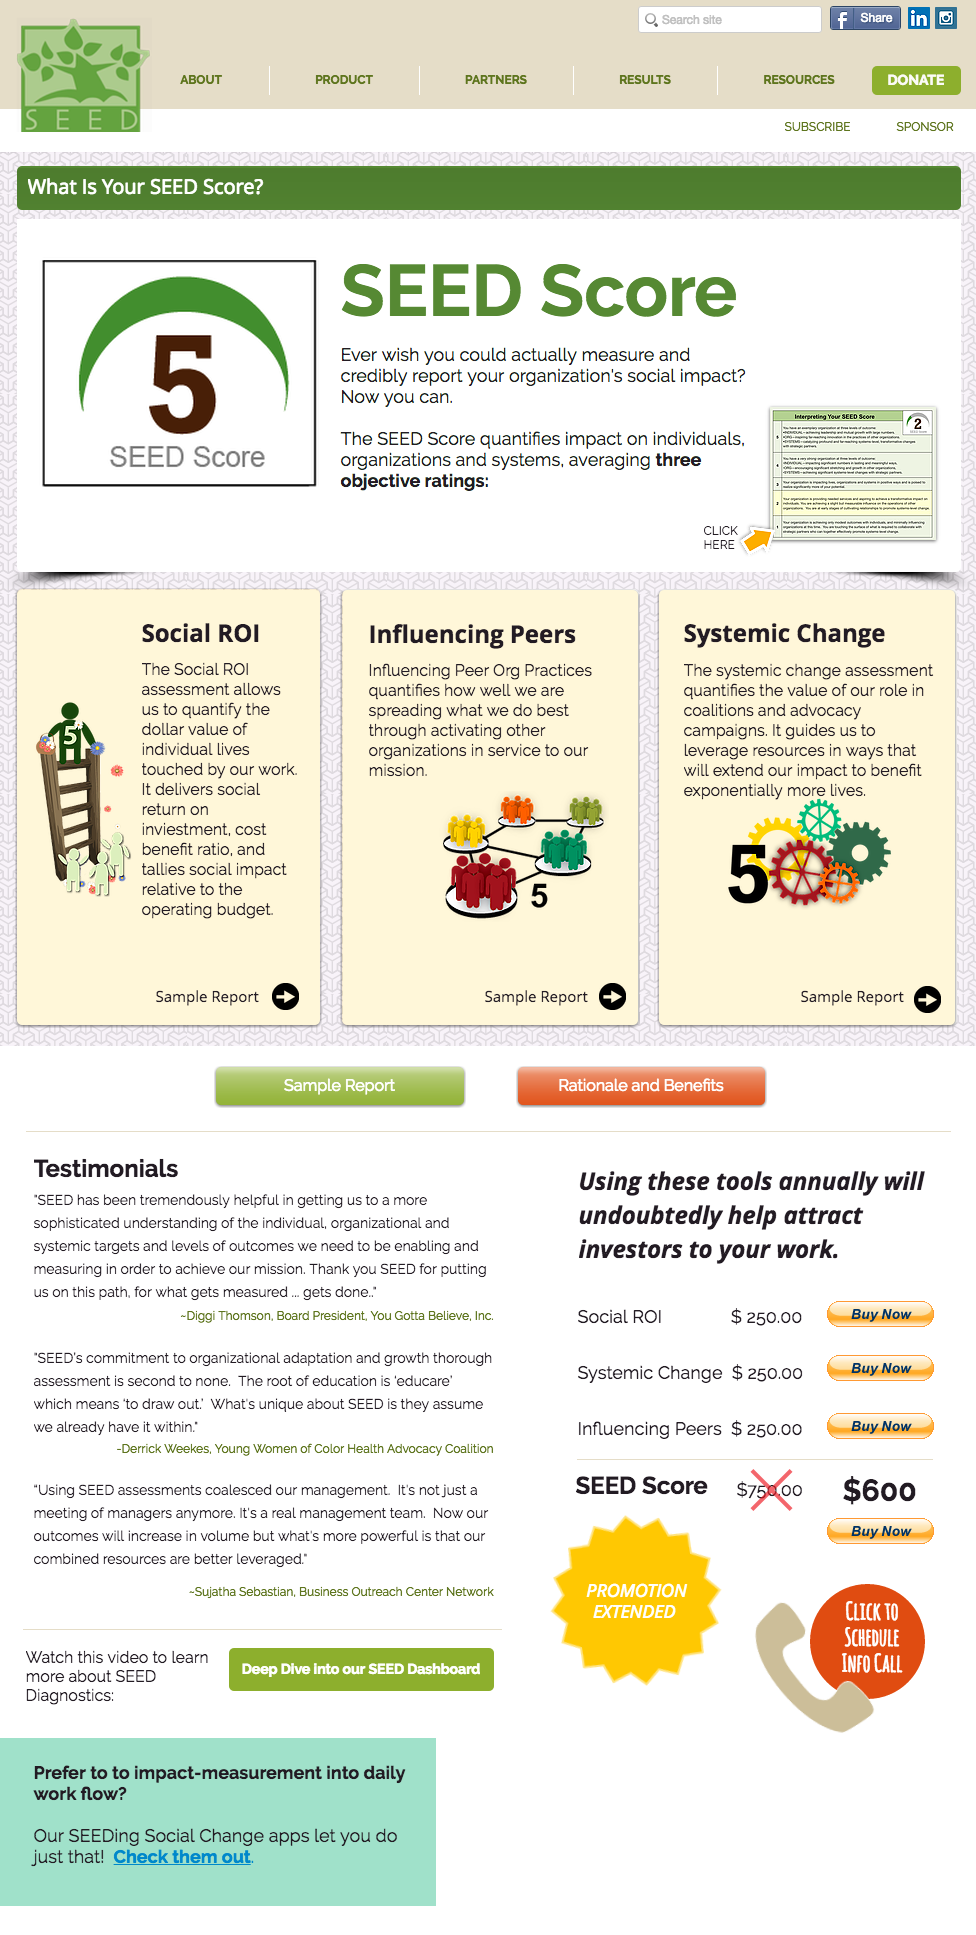 Search site
Share
SEED
ABOUT
PRODUCT
PARTNERS
RESULTS
RESOURCES
DONATE
SUBSCRIBE
SPONSOR
What Is Your SEED Score?
5
SEED Score
SEED Score
Ever wish you could actually measure and
credibly report your organization's social impact?
Now you can.
The SEED Score quantifies impact on individuals,
organizations and systems, averaging three
objective ratings:
Interpreting Your SEED Score
2
CLICK
HERE
Social ROI
The Social ROI
assessment allows
us to quantify the
dollar value of
individual lives
touched by our work.
It delivers social
return on
inviestment, cost
benefit ratio, and
tallies social impact
relative to the
operating budget.
5
Sample Report
Influencing Peers
Influencing Peer Org Practices
quantifies how well we are
spreading what we do best
through activating other
organizations in service to our
mission.
5
Sample Report
Systemic Change
The systemic change assessment
quantifies the value of our role in
coalitions and advocacy
campaigns. It guides us to
leverage resources in ways that
will extend our impact to benefit
exponentially more lives.
5
Sample Report
Sample Report
Rationale and Benefits
Testimonials
"SEED has been tremendously helpful in getting us to a more
sophisticated understanding of the individual, organizational and
systemic targets and levels of outcomes we need to be enabling and
measuring in order to achieve our mission. Thank you SEED for putting
us on this path, for what gets measured ... gets done.."
~Diggi Thomson, Board President, You Gotta Believe, Inc.
"SEED's commitment to organizational adaptation and growth thorough
assessment is second to none.  The root of education is 'educare'
which means 'to draw out.'  What's unique about SEED is they assume
we already have it within."
-Derrick Weekes, Young Women of Color Health Advocacy Coalition
"Using SEED assessments coalesced our management.  It's not just a
meeting of managers anymore. It's a real management team.  Now our
outcomes will increase in volume but what's more powerful is that our
combined resources are better leveraged."
~Sujatha Sebastian, Business Outreach Center Network
Watch this video to learn
more about SEED
Diagnostics:
Deep Dive into our SEED Dashboard
Using these tools annually will
undoubtedly help attract
investors to your work.
Social ROI $ 250.00 Buy Now
Systemic Change $ 250.00 Buy Now
Influencing Peers $ 250.00 Buy Now
SEED Score $750.00 $600
Buy Now
PROMOTION
EXTENDED
CLICK TO
SCHEDULE
INFO CALL
Prefer to to impact-measurement into daily
work flow?
Our SEEDing Social Change apps let you do
just that!  Check them out.